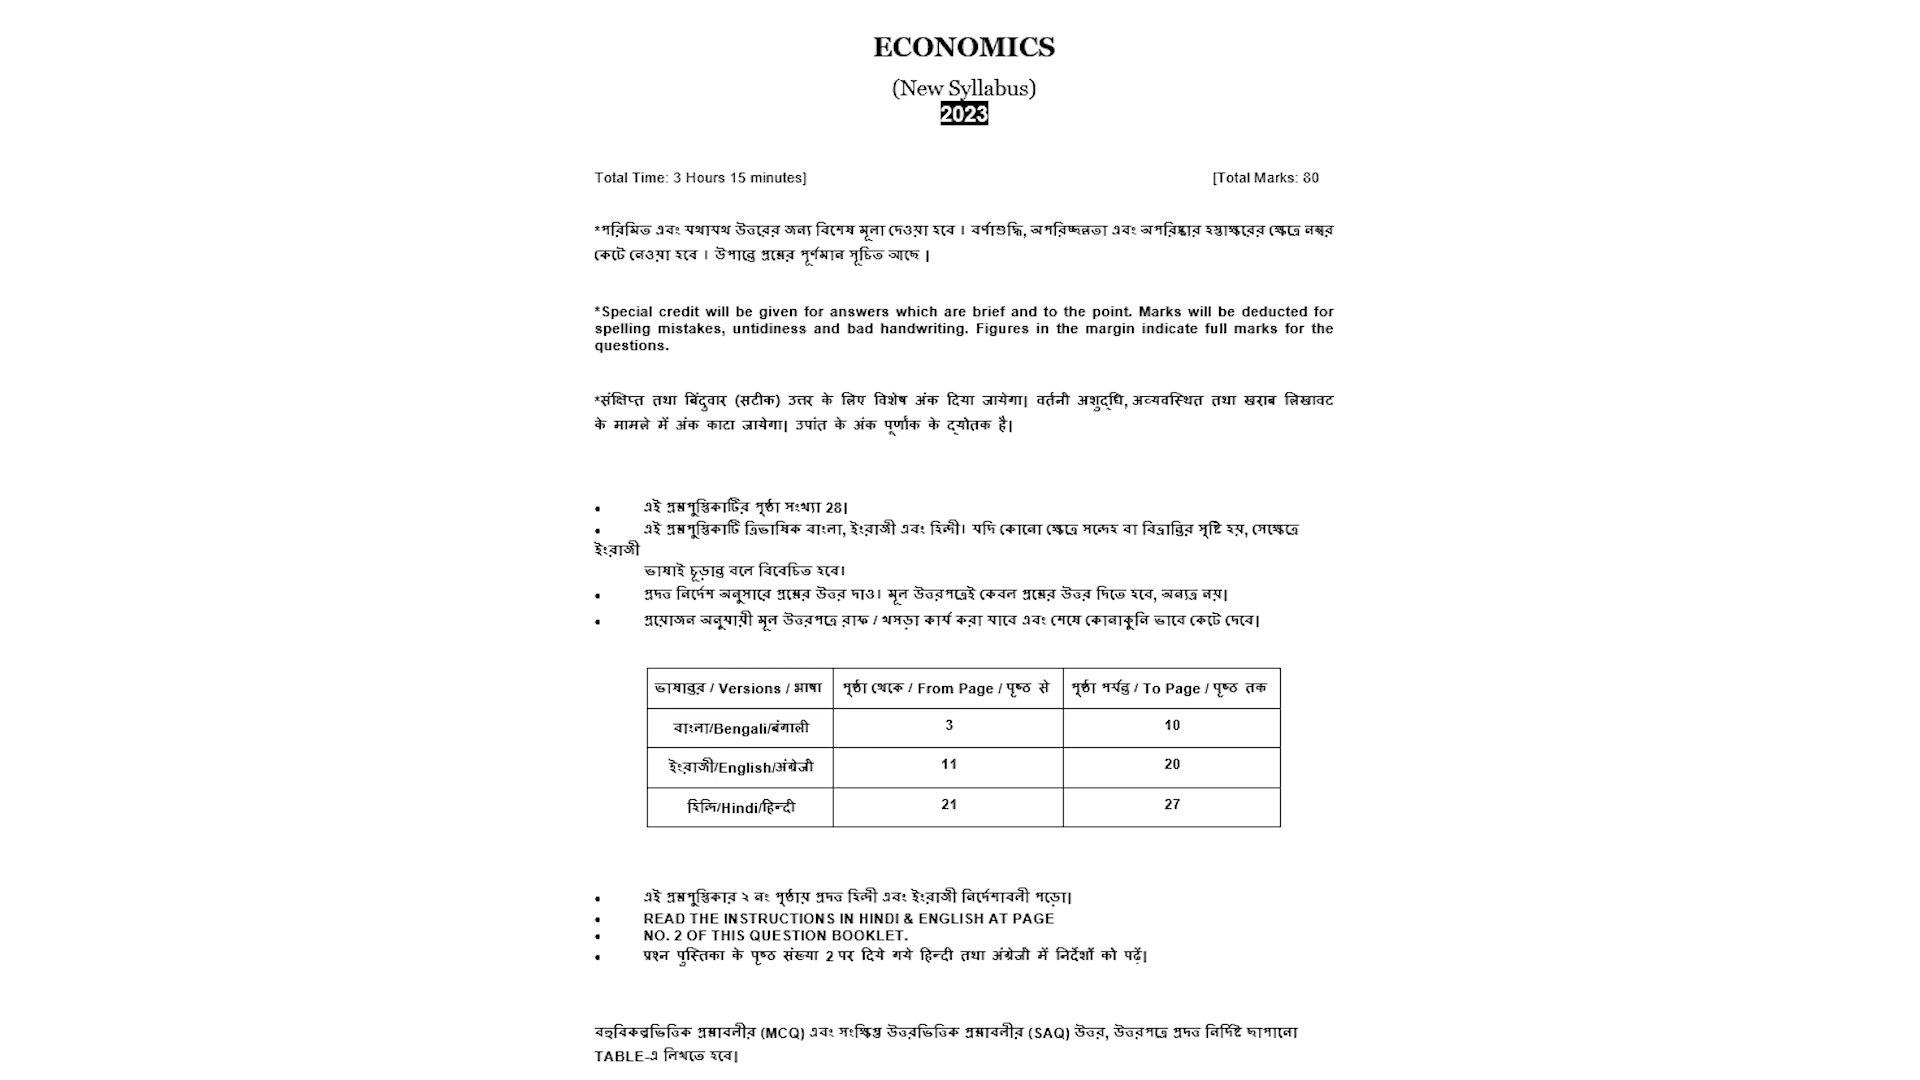 ECONOMICS
(New Syllabus)
2023
Total Time: 3 Hours 15 minutes] [Total Marks: 80
*পরিমিত এবং যথাযথ উত্তরের জন্য বিশেষ মূল্য দেওয়া হবে । বর্ণাশুদ্ধি, অপরিচ্ছন্নতা এবং অপরিষ্কার হস্তাক্ষরের ক্ষেত্রে নম্বর
কেটে নেওয়া হবে । উপান্তে প্রশ্নের পূর্ণমান সূচিত আছে |
*Special credit will be given for answers which are brief and to the point. Marks will be deducted for
spelling mistakes, untidiness and bad handwriting. Figures in the margin indicate full marks for the
questions.
*संक्षिप्त तथा बिंदुवार (सटीक) उत्तर के लिए विशेष अंक दिया जायेगा| वर्तनी अशुद्धि, अव्यवस्थित तथा खराब लिखावट
के मामले में अंक काटा जायेगा| उपांत के अंक पूर्णांक के द्योतक है|
• এই প্রশ্নপুস্তিকাটির পৃষ্ঠা সংখ্যা 28|
• এই প্রশ্নপুস্তিকাটি ত্রিভাষিক বাংলা, ইংরাজী এবং হিন্দী। যদি কোনো ক্ষেত্রে সন্দেহ বা বিভ্রান্তির সৃষ্টি হয়, সেক্ষেত্রে
ইংরাজী
ভাষাই চূড়ান্ত বলে বিবেচিত হবে।
• প্রদত্ত নির্দেশ অনুসারে প্রশ্নের উত্তর দাও। মূল উত্তরপত্রেই কেবল প্রশ্নের উত্তর দিতে হবে, অন্যত্র নয়|
• প্রয়োজন অনুযায়ী মূল উত্তরপত্রে রাফ / খসড়া কার্য করা যাবে এবং শেষে কোনাকুনি ভাবে কেটে দেবে|
ভাষান্তর / Versions / भाषा পৃষ্ঠা থেকে / From Page / पृष्ठ से পৃষ্ঠা পর্যন্ত / To Page / पृष्ठ तक
বাংলা/Bengali/बंगाली 3 10
ইংরাজী/English/अंग्रेजी 11 20
হিন্দি/Hindi/हिन्दी 21 27
• এই প্রশ্নপুস্তিকার ২ নং পৃষ্ঠায় প্রদত্ত হিন্দী এবং ইংরাজী নির্দেশাবলী পড়ো|
• READ THE INSTRUCTIONS IN HINDI & ENGLISH AT PAGE
• NO. 2 OF THIS QUESTION BOOKLET.
• प्रश्न पुस्तिका के पृष्ठ संख्या 2 पर दिये गये हिन्दी तथा अंग्रेजी में निर्देशों को पढ़ें|
বহুবিকল্পভিত্তিক প্রশ্নাবলীর (MCQ) এবং সংক্ষিপ্ত উত্তরভিত্তিক প্রশ্নাবলীর (SAQ) উত্তর, উত্তরপত্রে প্রদত্ত নির্দিষ্ট ছাপানো
TABLE-এ লিখতে হবে|